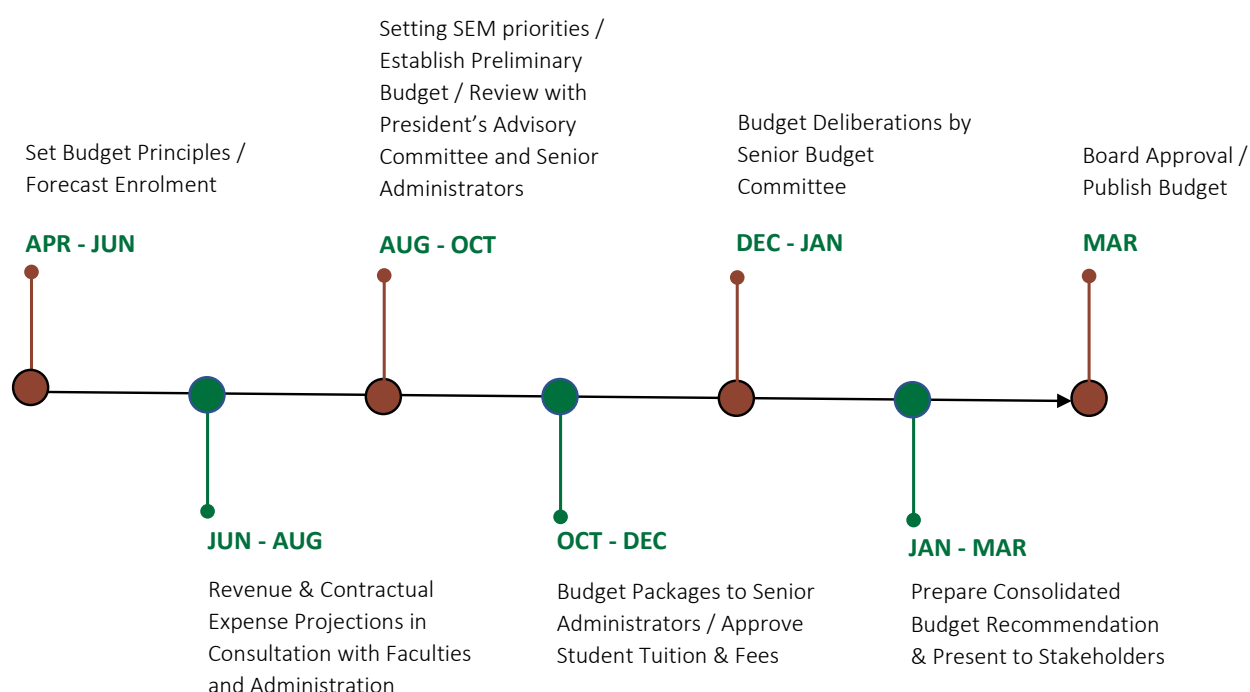 Set Budget Principles /
Forecast Enrolment
APR - JUN
Setting SEM priorities /
Establish Preliminary
Budget / Review with
President’s Advisory
Committee and Senior
Administrators
AUG - OCT
Budget Deliberations by
Senior Budget
Committee
DEC - JAN
Board Approval /
Publish Budget
MAR
JUN - AUG
Revenue & Contractual
Expense Projections in
Consultation with Faculties
and Administration
OCT - DEC
Budget Packages to Senior
Administrators / Approve
Student Tuition & Fees
JAN - MAR
Prepare Consolidated
Budget Recommendation
& Present to Stakeholders